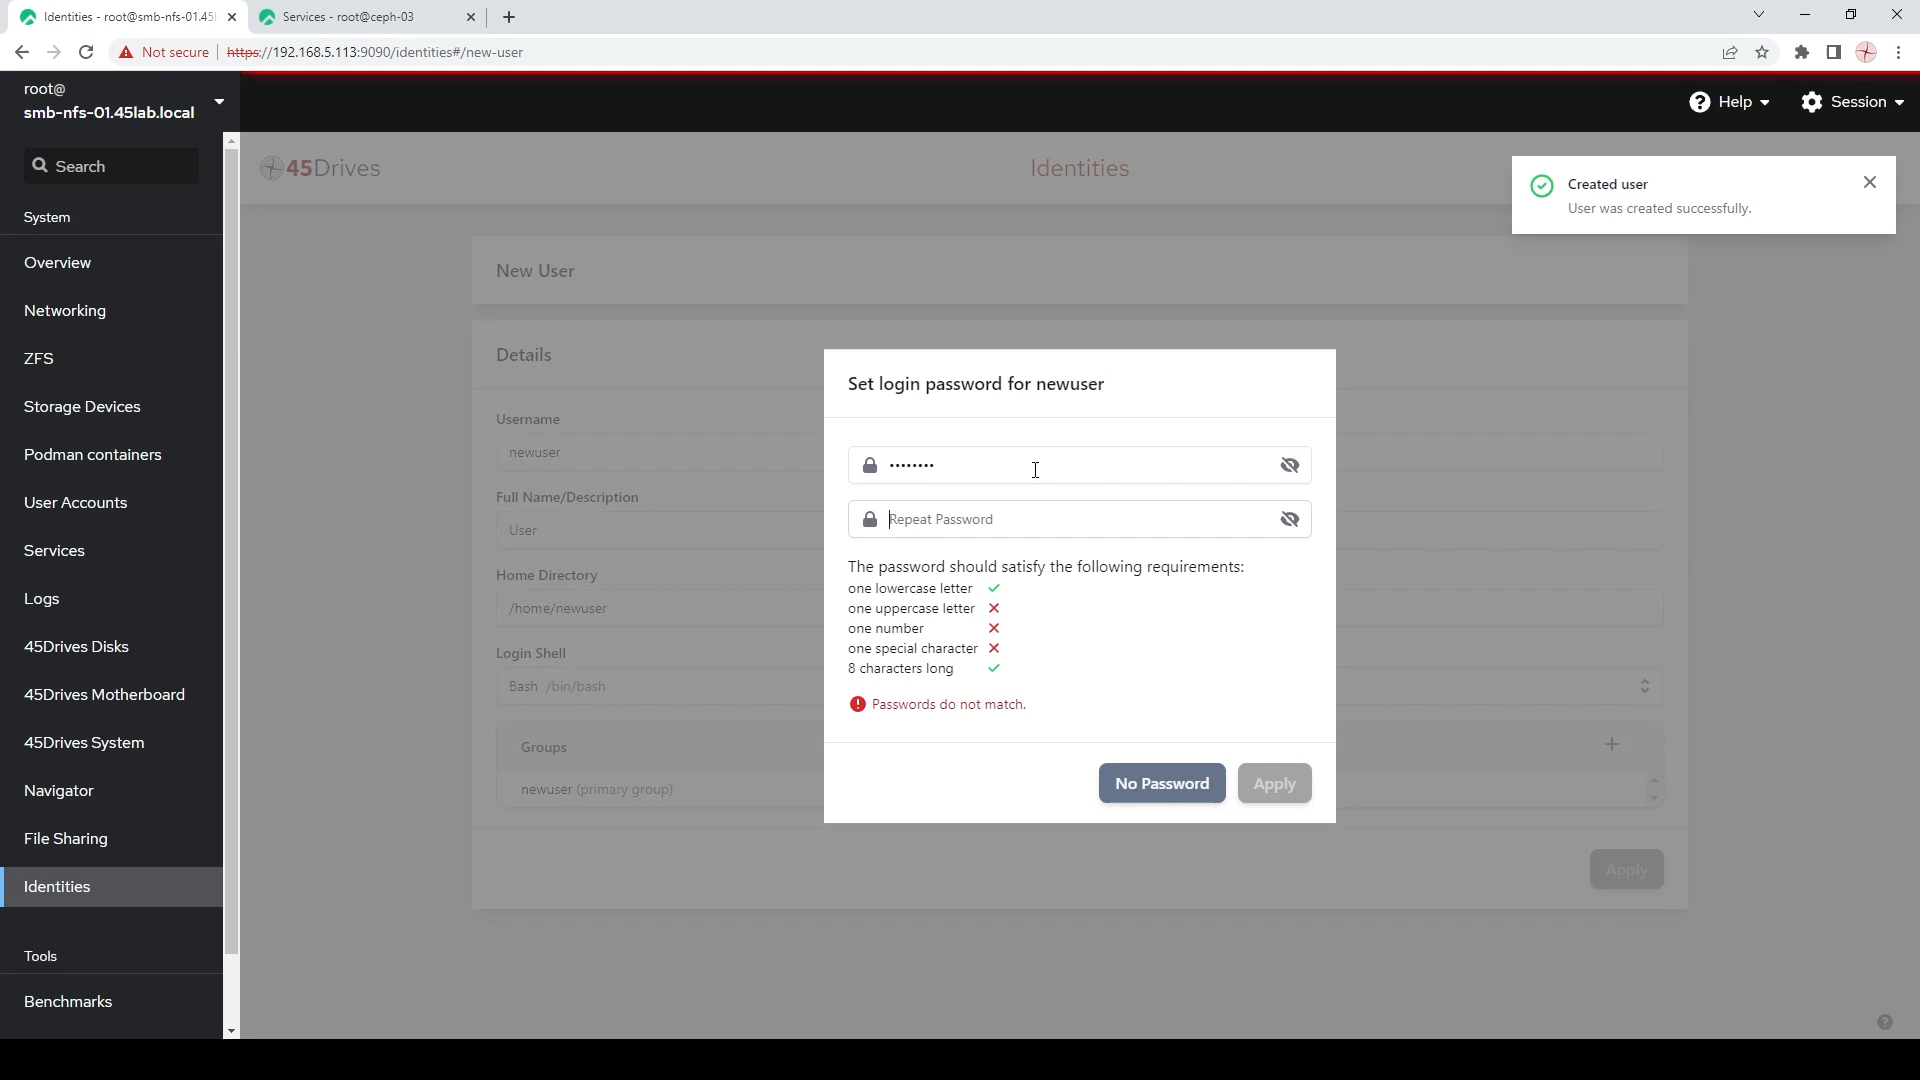 Identities - root@smb-nfs-01.45l
Services - root@ceph-03
Not secure
https://192.168.5.113:9090/identities#/new-user
root@
smb-nfs-01.45lab.local
Help
Session
Search
45Drives
Identities
Created user
User was created successfully.
System
Overview
Networking
ZFS
Storage Devices
Podman containers
User Accounts
Services
Logs
45Drives Disks
45Drives Motherboard
45Drives System
Navigator
File Sharing
Identities
Tools
Benchmarks
New User
Details
Username
newuser
Full Name/Description
User
Home Directory
/home/newuser
Login Shell
Bash /bin/bash
Groups
newuser (primary group)
Apply
Set login password for newuser
••••••••
Repeat Password
The password should satisfy the following requirements:
one lowercase letter
one uppercase letter
one number
one special character
8 characters long
Passwords do not match.
No Password
Apply